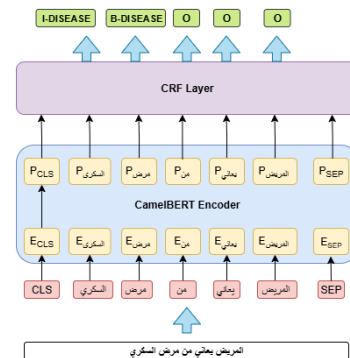 I-DISEASE B-DISEASE O O O
CRF Layer
PCLS Pالسكري Pمرض Pمن Pيعاني Pالمريض PSEP
CamelBERT Encoder
ECLS Eالسكري Eمرض Eمن Eيعاني Eالمريض ESEP
CLS السكري مرض من يعاني المريض SEP
المريض يعاني من مرض السكري